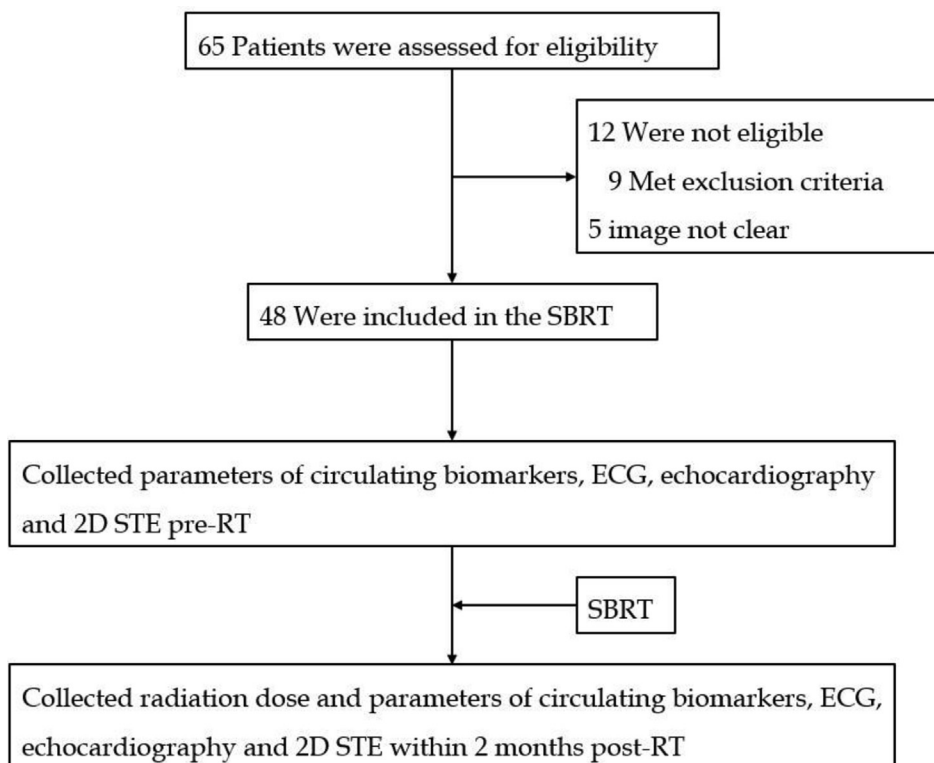 65 Patients were assessed for eligibility
12 Were not eligible
9 Met exclusion criteria
5 image not clear
48 Were included in the SBRT
Collected parameters of circulating biomarkers, ECG, echocardiography
and 2D STE pre-RT
SBRT
Collected radiation dose and parameters of circulating biomarkers, ECG,
echocardiography and 2D STE within 2 months post-RT